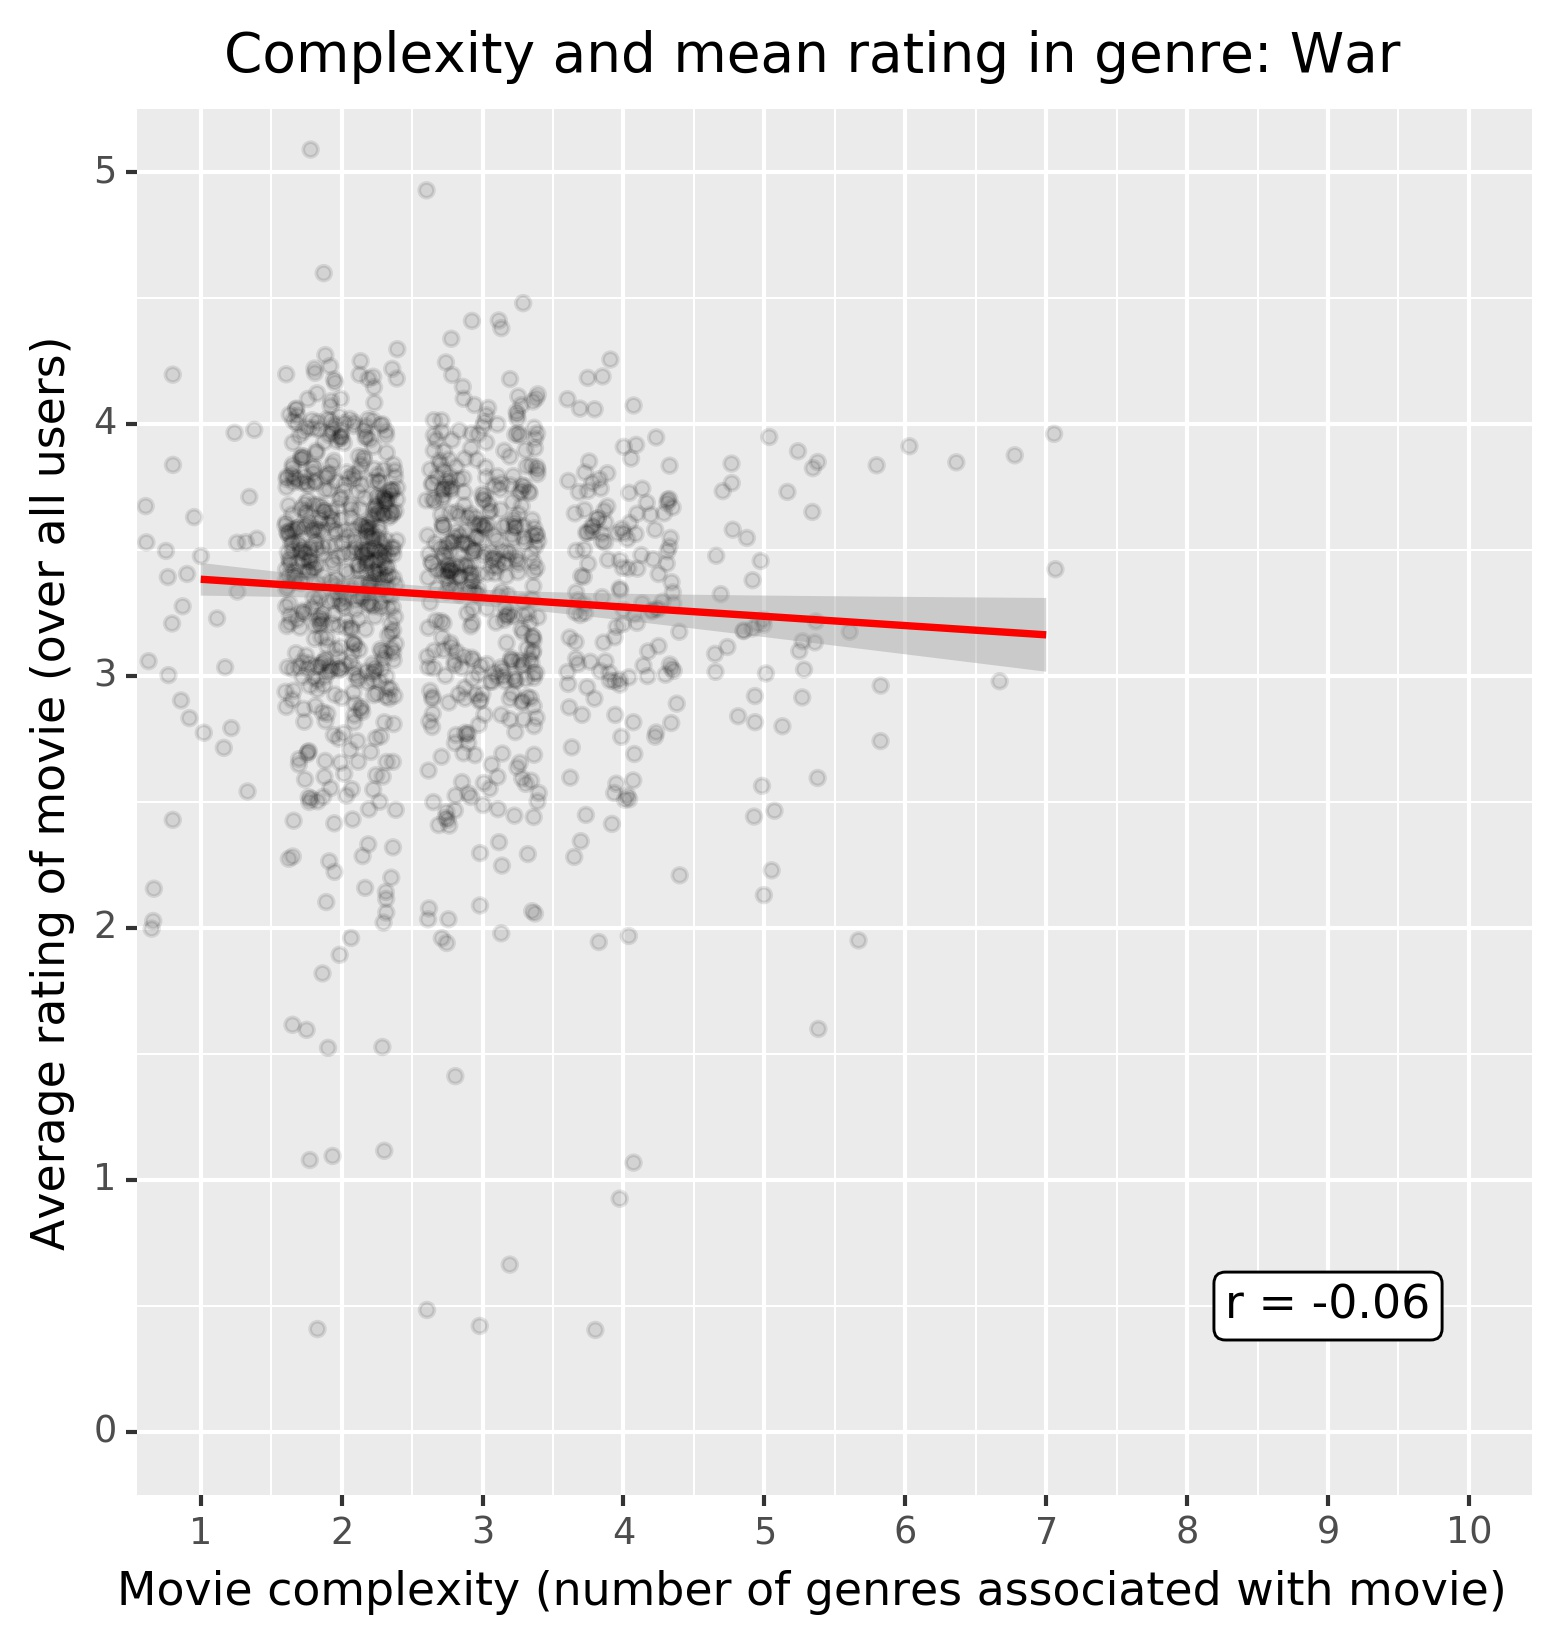 Complexity and mean rating in genre: War
Average rating of movie (over all users)
5
4
3
2
1
0
r = -0.06
1 2 3 4 5 6 7 8 9 10
Movie complexity (number of genres associated with movie)